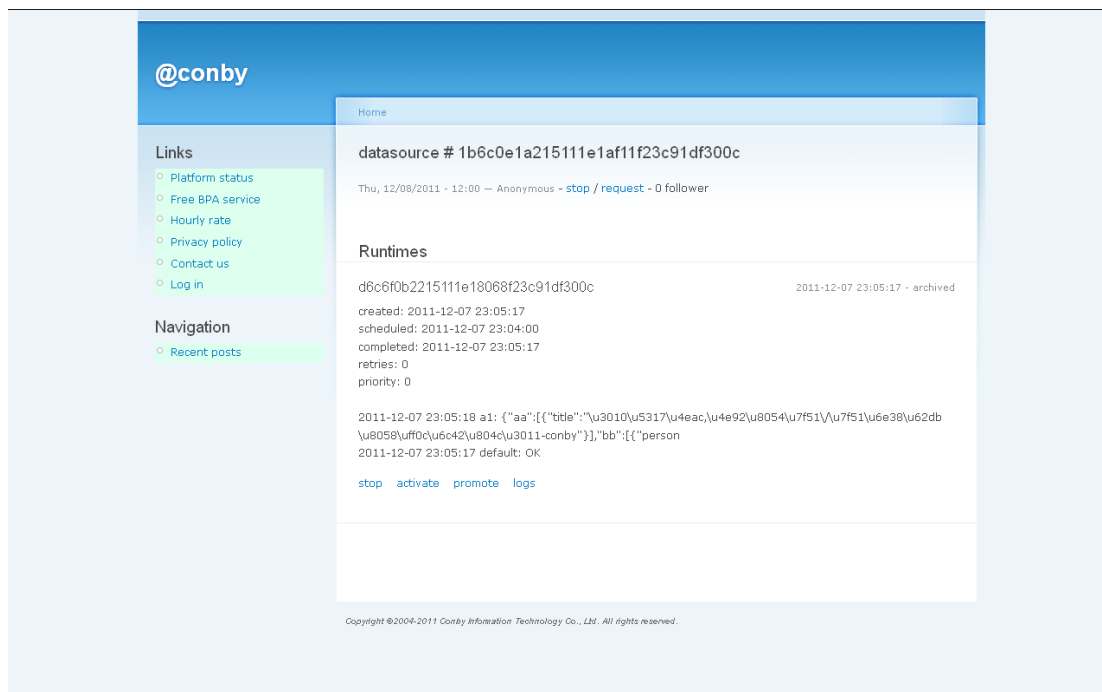 @conby
Home
Links
Platform status
Free BPA service
Hourly rate
Privacy policy
Contact us
Log in
Navigation
Recent posts
datasource # 1b6c0e1a215111e1af11f23c91df300c
Thu, 12/08/2011 - 12:00 — Anonymous - stop / request - 0 follower
Runtimes
d6c6f0b2215111e18068f23c91df300c
2011-12-07 23:05:17 - archived
created: 2011-12-07 23:05:17
scheduled: 2011-12-07 23:04:00
completed: 2011-12-07 23:05:17
retries: 0
priority: 0
2011-12-07 23:05:18 a1: {"aa":[{"title":"\u3010\u5317\u4eac,\u4e92\u8054\u7f51\/\u7f51\u6e38\u62db
\u8058\uff0c\u6c42\u804c\u3011-conby"}],"bb":[{"person
2011-12-07 23:05:17 default: OK
stop activate promote logs
Copyright ©2004-2011 Conby Information Technology Co., Ltd. All rights reserved.